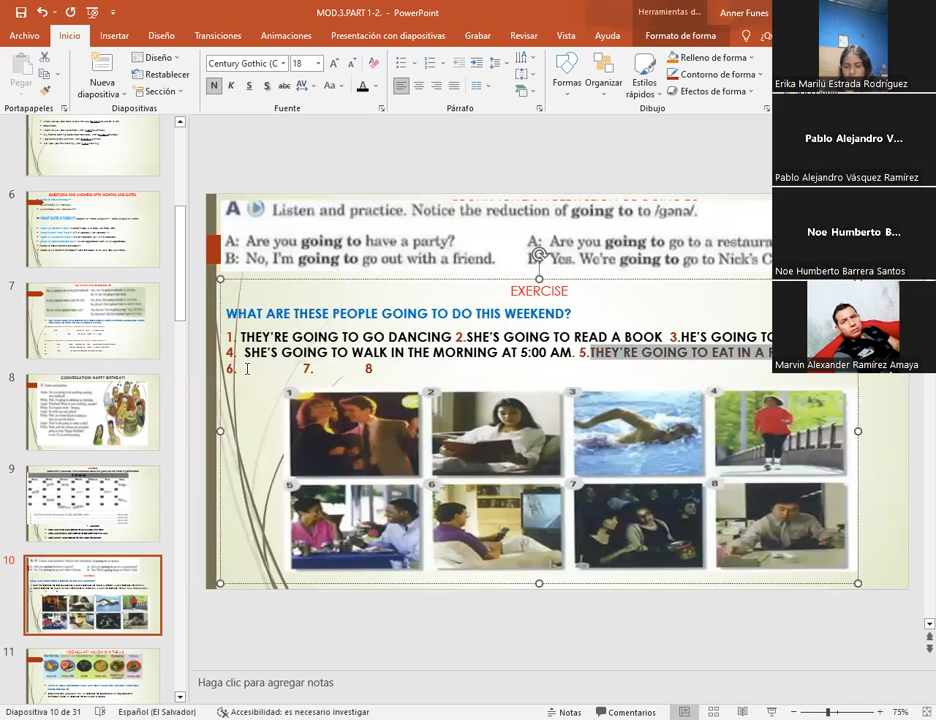 MOD.3.PART 1-2. - PowerPoint
Herramientas d...
Anner Funes
Archivo Inicio Insertar Diseño Transiciones Animaciones Presentación con diapositivas Grabar Revisar Vista Ayuda Formato de forma
Pegar
Nueva diapositiva
Diseño
Restablecer
Sección
Century Gothic (C 18
N K S abc AV Aa A
Formas Organizar Estilos rápidos
Relleno de forma
Contorno de forma
Efectos de forma
Portapapeles Diapositivas Fuente Párrafo Dibujo
Erika Marilú Estrada Rodríguez
Pablo Alejandro V...
Pablo Alejandro Vásquez Ramírez
Noe Humberto B...
Noe Humberto Barrera Santos
Marvin Alexander Ramírez Amaya
6
7
8
9
10
11
A Listen and practice. Notice the reduction of going to to /gənə/.
A: Are you going to have a party?
B: No, I'm going to go out with a friend.
A: Are you going to go to a restaura
B: Yes. We're going to go to Nick's C
EXERCISE
WHAT ARE THESE PEOPLE GOING TO DO THIS WEEKEND?
1. THEY'RE GOING TO GO DANCING 2.SHE'S GOING TO READ A BOOK 3.HE'S GOING TO
4. SHE'S GOING TO WALK IN THE MORNING AT 5:00 AM. 5.THEY'RE GOING TO EAT IN A
6. 7. 8
1 2 3 4
5 6 7 8
Haga clic para agregar notas
Diapositiva 10 de 31 Español (El Salvador) Accesibilidad: es necesario investigar Notas Comentarios 75%